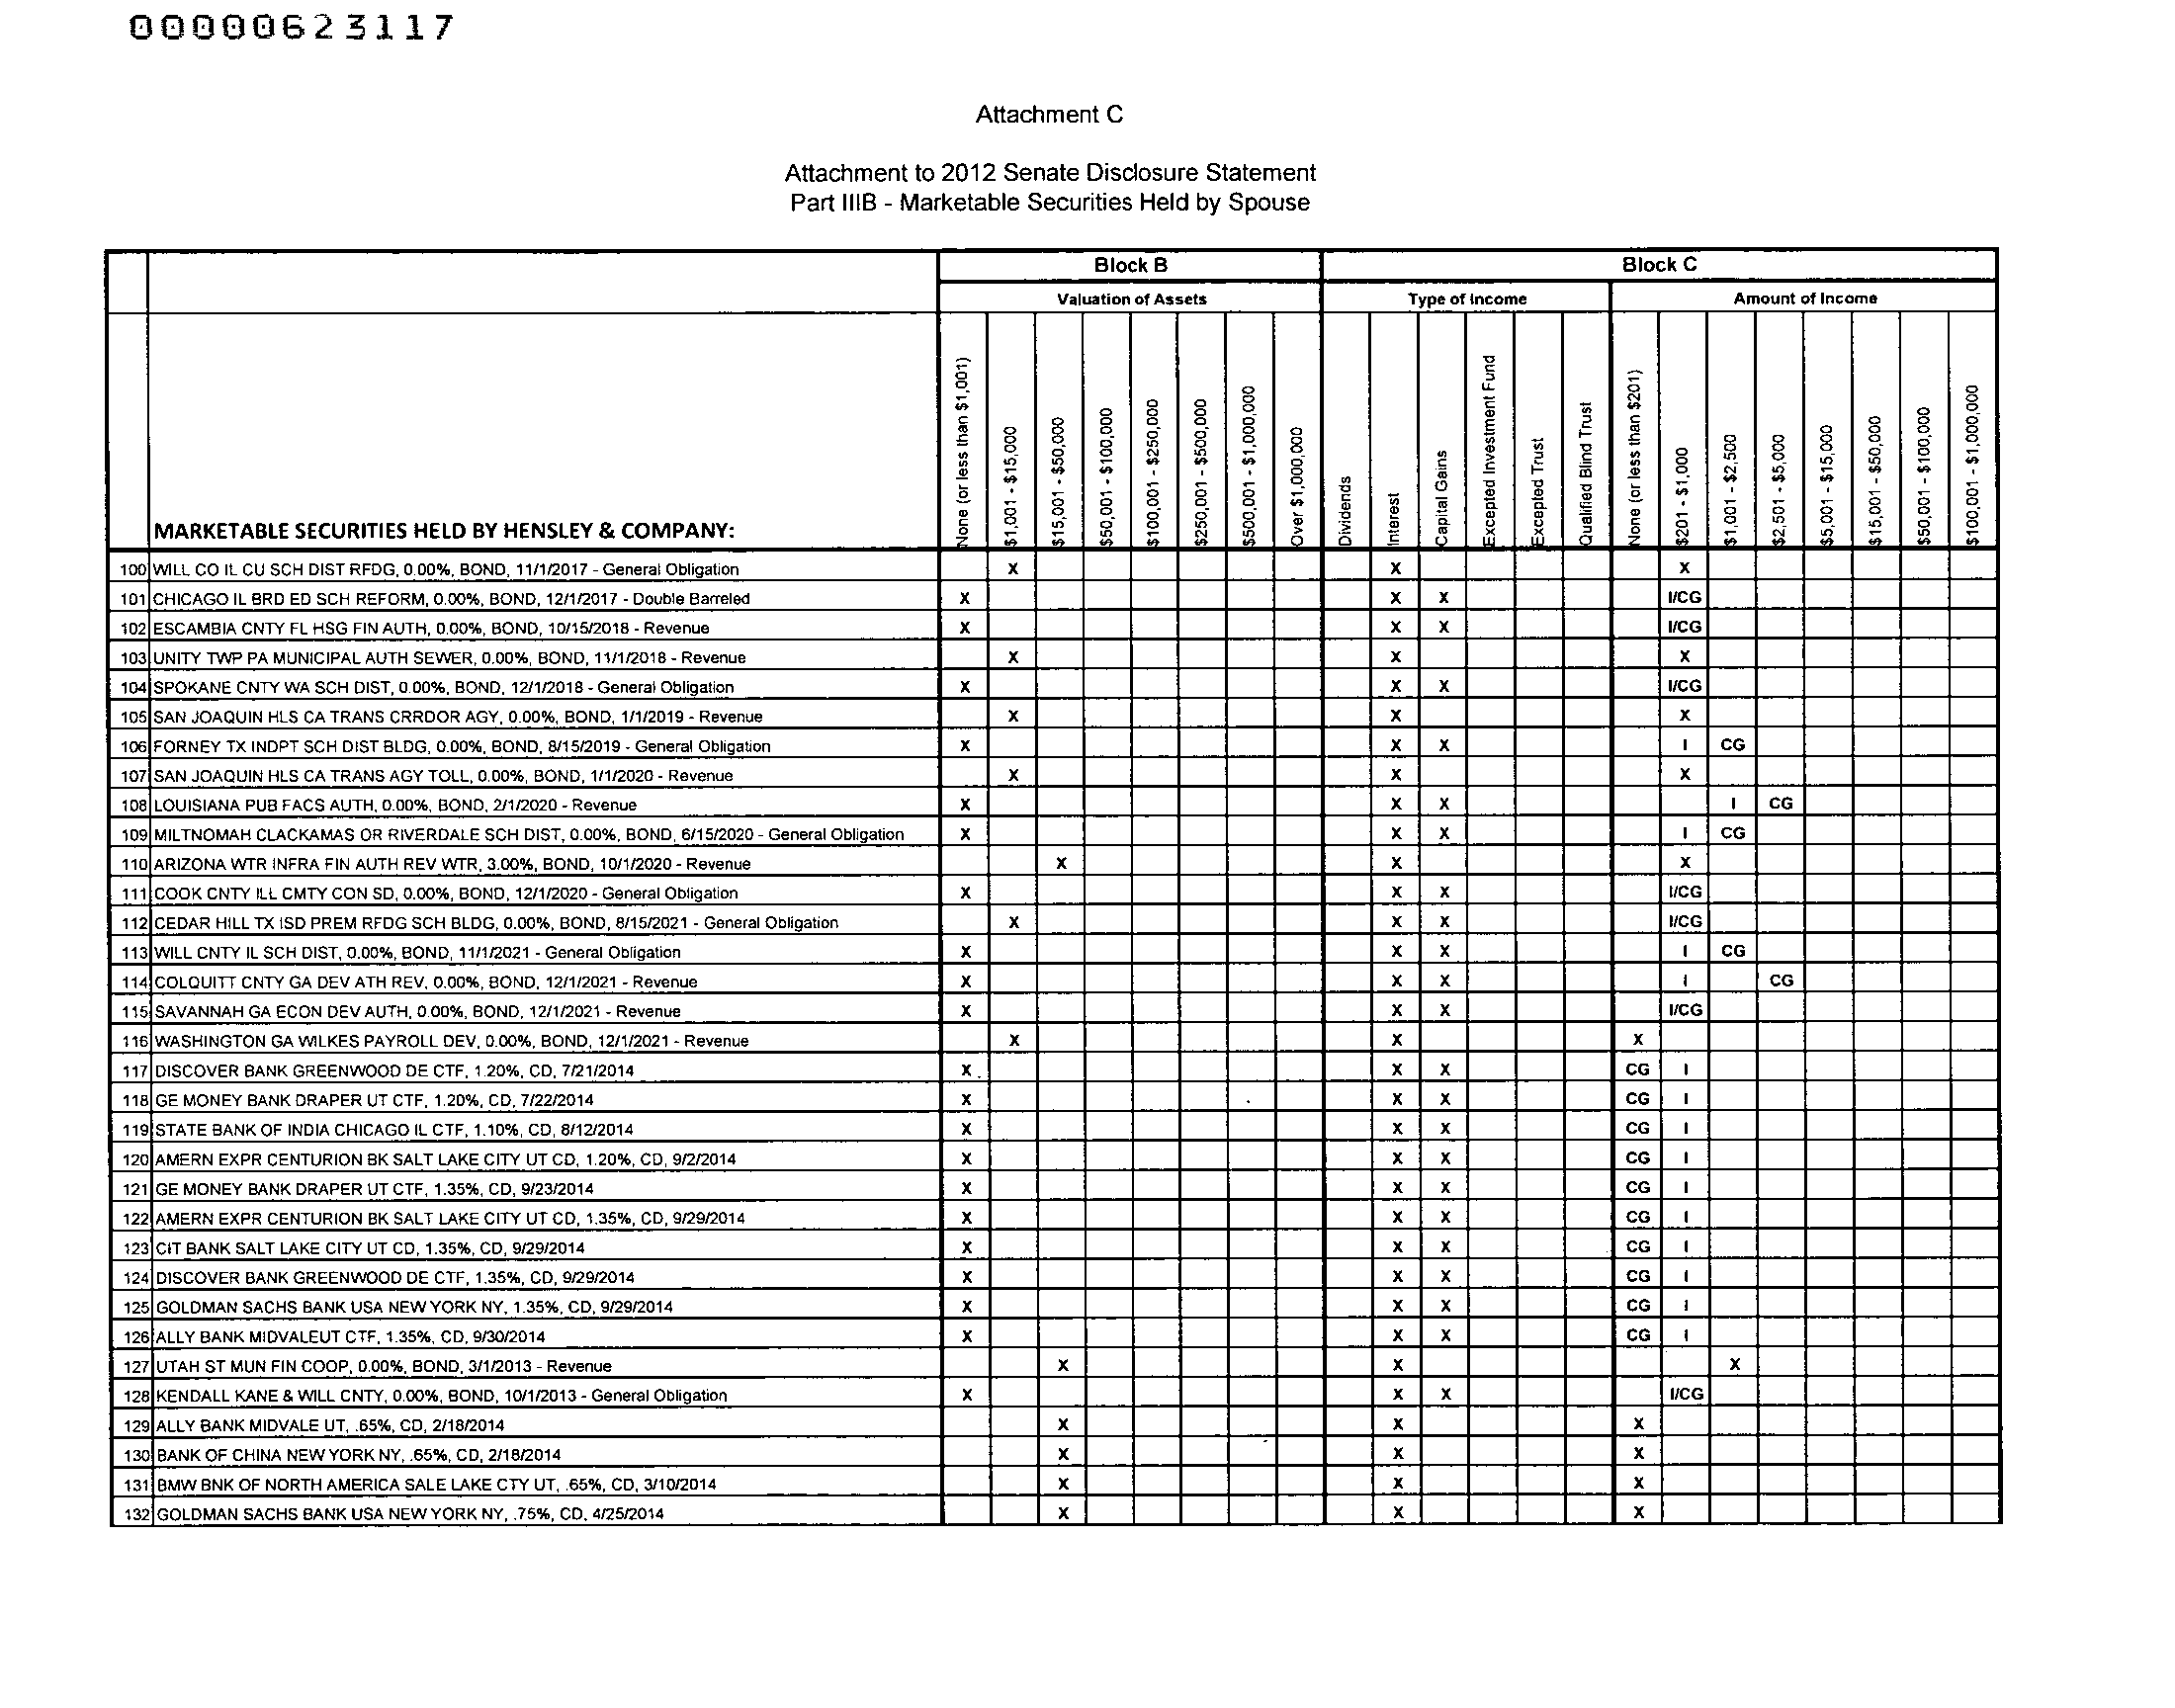 00000623117
Attachment C
Attachment to 2012 Senate Disclosure Statement
Part IIIB - Marketable Securities Held by Spouse
Block B Block C
Valuation of Assets Type of Income Amount of Income
MARKETABLE SECURITIES HELD BY HENSLEY & COMPANY: None (or less than $1,001) $1,001 - $15,000 $15,001 - $50,000 $50,001 - $100,000 $100,001 - $250,000 $250,001 - $500,000 $500,001 - $1,000,000 Over $1,000,000 Dividends Interest Capital Gains Excepted Investment Fund Excepted Trust Qualified Blind Trust None (or less than $201) $201 - $1,000 $1,001 - $2,500 $2,501 - $5,000 $5,001 - $15,000 $15,001 - $50,000 $50,001 - $100,000 $100,001 - $1,000,000
100 WILL CO IL CU SCH DIST RFDG, 0.00%, BOND, 11/1/2017 - General Obligation X X X
101 CHICAGO IL BRD ED SCH REFORM, 0.00%, BOND, 12/1/2017 - Double Barreled X X X I/CG
102 ESCAMBIA CNTY FL HSG FIN AUTH, 0.00%, BOND, 10/15/2018 - Revenue X X X I/CG
103 UNITY TWP PA MUNICIPAL AUTH SEWER, 0.00%, BOND, 11/1/2018 - Revenue X X X
104 SPOKANE CNTY WA SCH DIST, 0.00%, BOND, 12/1/2018 - General Obligation X X X I/CG
105 SAN JOAQUIN HLS CA TRANS CRRDOR AGY, 0.00%, BOND, 1/1/2019 - Revenue X X X
106 FORNEY TX INDPT SCH DIST BLDG, 0.00%, BOND, 8/15/2019 - General Obligation X X X I CG
107 SAN JOAQUIN HLS CA TRANS AGY TOLL, 0.00%, BOND, 1/1/2020 - Revenue X X X
108 LOUISIANA PUB FACS AUTH, 0.00%, BOND, 2/1/2020 - Revenue X X X I CG
109 MILTNOMAH CLACKAMAS OR RIVERDALE SCH DIST, 0.00%, BOND, 6/15/2020 - General Obligation X X X I CG
110 ARIZONA WTR INFRA FIN AUTH REV WTR, 3.00%, BOND, 10/1/2020 - Revenue X X X
111 COOK CNTY ILL CMTY CON SD, 0.00%, BOND, 12/1/2020 - General Obligation X X X I/CG
112 CEDAR HILL TX ISD PREM RFDG SCH BLDG, 0.00%, BOND, 8/15/2021 - General Obligation X X X I/CG
113 WILL CNTY IL SCH DIST, 0.00%, BOND, 11/1/2021 - General Obligation X X X I CG
114 COLQUITT CNTY GA DEV ATH REV, 0.00%, BOND, 12/1/2021 - Revenue X X X I CG
115 SAVANNAH GA ECON DEV AUTH, 0.00%, BOND, 12/1/2021 - Revenue X X X I/CG
116 WASHINGTON GA WILKES PAYROLL DEV, 0.00%, BOND, 12/1/2021 - Revenue X X X
117 DISCOVER BANK GREENWOOD DE CTF, 1.20%, CD, 7/21/2014 X X X CG I
118 GE MONEY BANK DRAPER UT CTF, 1.20%, CD, 7/22/2014 X X X CG I
119 STATE BANK OF INDIA CHICAGO IL CTF, 1.10%, CD, 8/12/2014 X X X CG I
120 AMERN EXPR CENTURION BK SALT LAKE CITY UT CD, 1.20%, CD, 9/2/2014 X X X CG I
121 GE MONEY BANK DRAPER UT CTF, 1.35%, CD, 9/23/2014 X X X CG I
122 AMERN EXPR CENTURION BK SALT LAKE CITY UT CD, 1.35%, CD, 9/29/2014 X X X CG I
123 CIT BANK SALT LAKE CITY UT CD, 1.35%, CD, 9/29/2014 X X X CG I
124 DISCOVER BANK GREENWOOD DE CTF, 1.35%, CD, 9/29/2014 X X X CG I
125 GOLDMAN SACHS BANK USA NEW YORK NY, 1.35%, CD, 9/29/2014 X X X CG I
126 ALLY BANK MIDVALEUT CTF, 1.35%, CD, 9/30/2014 X X X CG I
127 UTAH ST MUN FIN COOP, 0.00%, BOND, 3/1/2013 - Revenue X X X
128 KENDALL KANE & WILL CNTY, 0.00%, BOND, 10/1/2013 - General Obligation X X X I/CG
129 ALLY BANK MIDVALE UT, .65%, CD, 2/18/2014 X X X
130 BANK OF CHINA NEW YORK NY, .65%, CD, 2/18/2014 X X X
131 BMW BNK OF NORTH AMERICA SALE LAKE CTY UT, .65%, CD, 3/10/2014 X X X
132 GOLDMAN SACHS BANK USA NEW YORK NY, .75%, CD, 4/25/2014 X X X